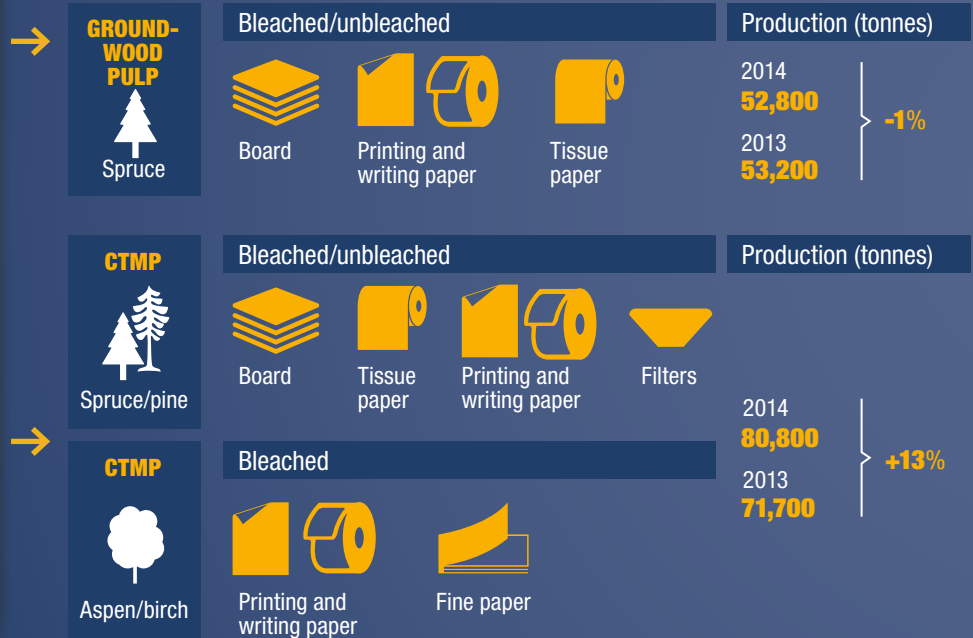 GROUND-
WOOD
PULP
Spruce
Bleached/unbleached
Board
Printing and
writing paper
Tissue
paper
Production (tonnes)
2014
52,800
2013
53,200
-1%
CTMP
Spruce/pine
Bleached/unbleached
Board
Tissue
paper
Printing and
writing paper
Filters
CTMP
Aspen/birch
Bleached
Printing and
writing paper
Fine paper
Production (tonnes)
2014
80,800
2013
71,700
+13%